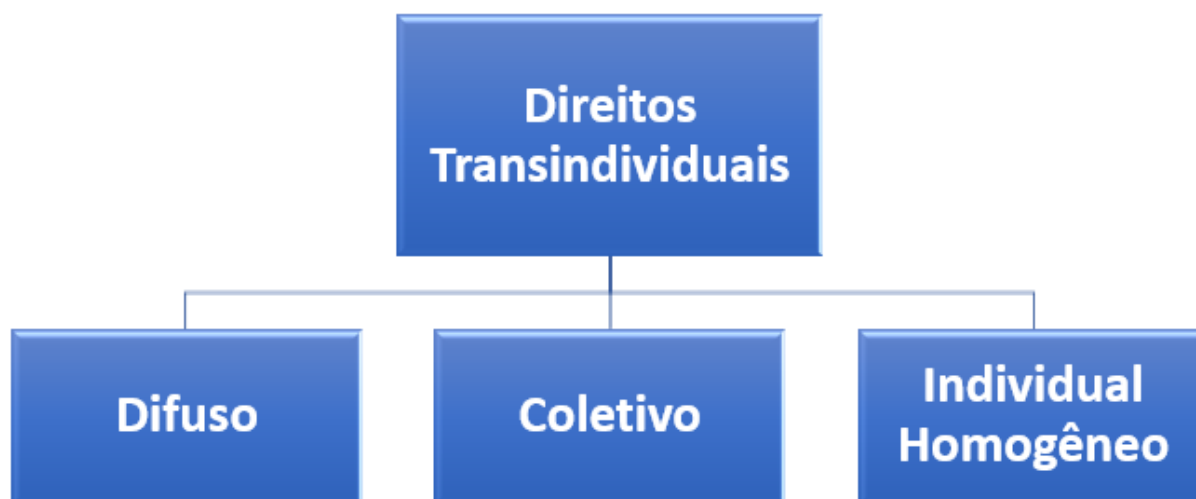 Direitos
Transindividuais
Difuso
Coletivo
Individual
Homogêneo